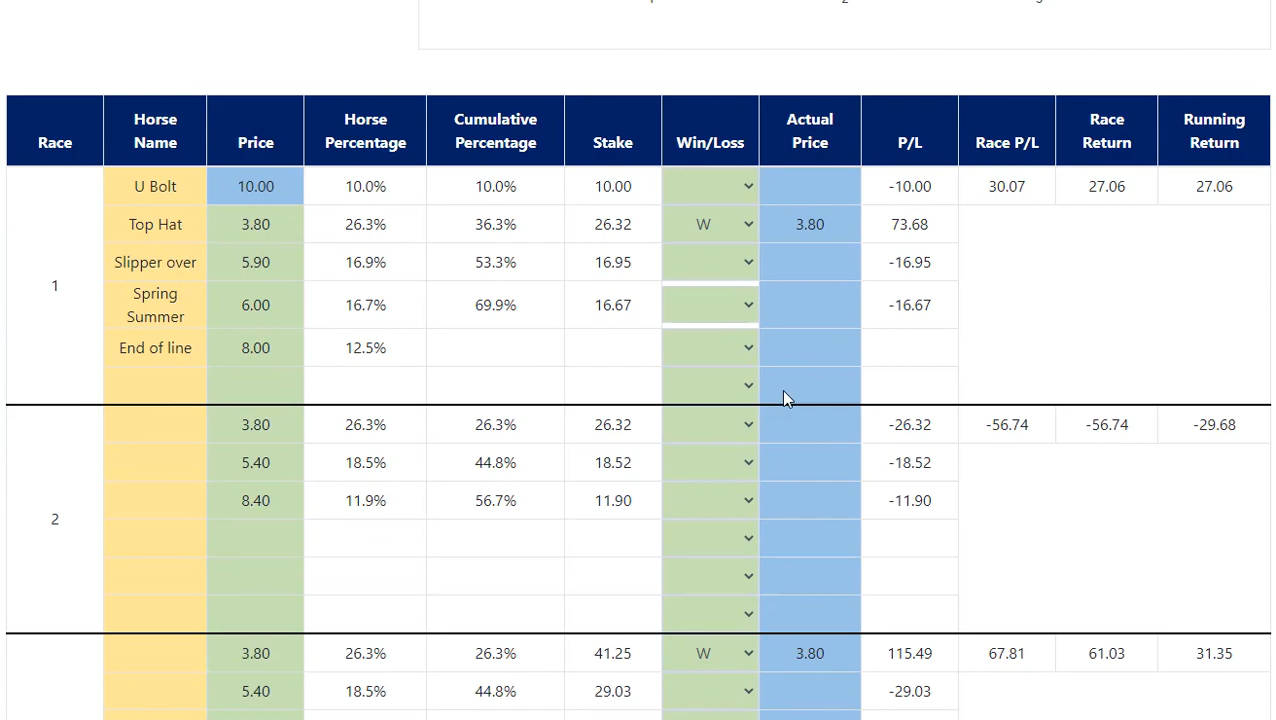 Race Horse Name Price Horse Percentage Cumulative Percentage Stake Win/Loss Actual Price P/L Race P/L Race Return Running Return
U Bolt 10.00 10.0% 10.0% 10.00 -10.00 30.07 27.06 27.06
Top Hat 3.80 26.3% 36.3% 26.32 W 3.80 73.68
Slipper over 5.90 16.9% 53.3% 16.95 -16.95
1
Spring Summer 6.00 16.7% 69.9% 16.67 -16.67
End of line 8.00 12.5%
3.80 26.3% 26.3% 26.32 -26.32 -56.74 -56.74 -29.68
5.40 18.5% 44.8% 18.52 -18.52
8.40 11.9% 56.7% 11.90 -11.90
2
3.80 26.3% 26.3% 41.25 W 3.80 115.49 67.81 61.03 31.35
5.40 18.5% 44.8% 29.03 -29.03